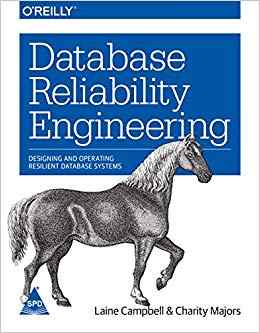 O'REILLY®
Database
Reliability
Engineering
DESIGNING AND OPERATING
RESILIENT DATABASE SYSTEMS
SPD
Laine Campbell & Charity Majors